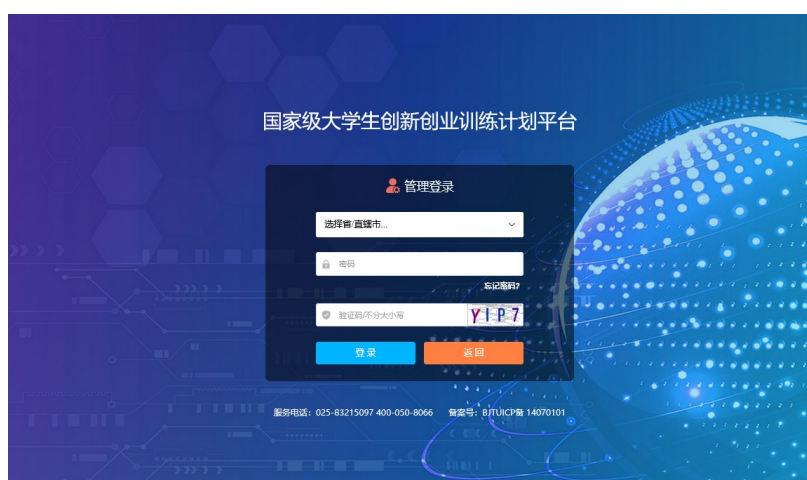 国家级大学生创新创业训练计划平台
管理登录
选择省/直辖市...
密码
忘记密码?
验证码/不分大小写
YIP7
登录 返回
服务电话: 025-83215097 400-050-8066 备案号: BJTUICP备 14070101